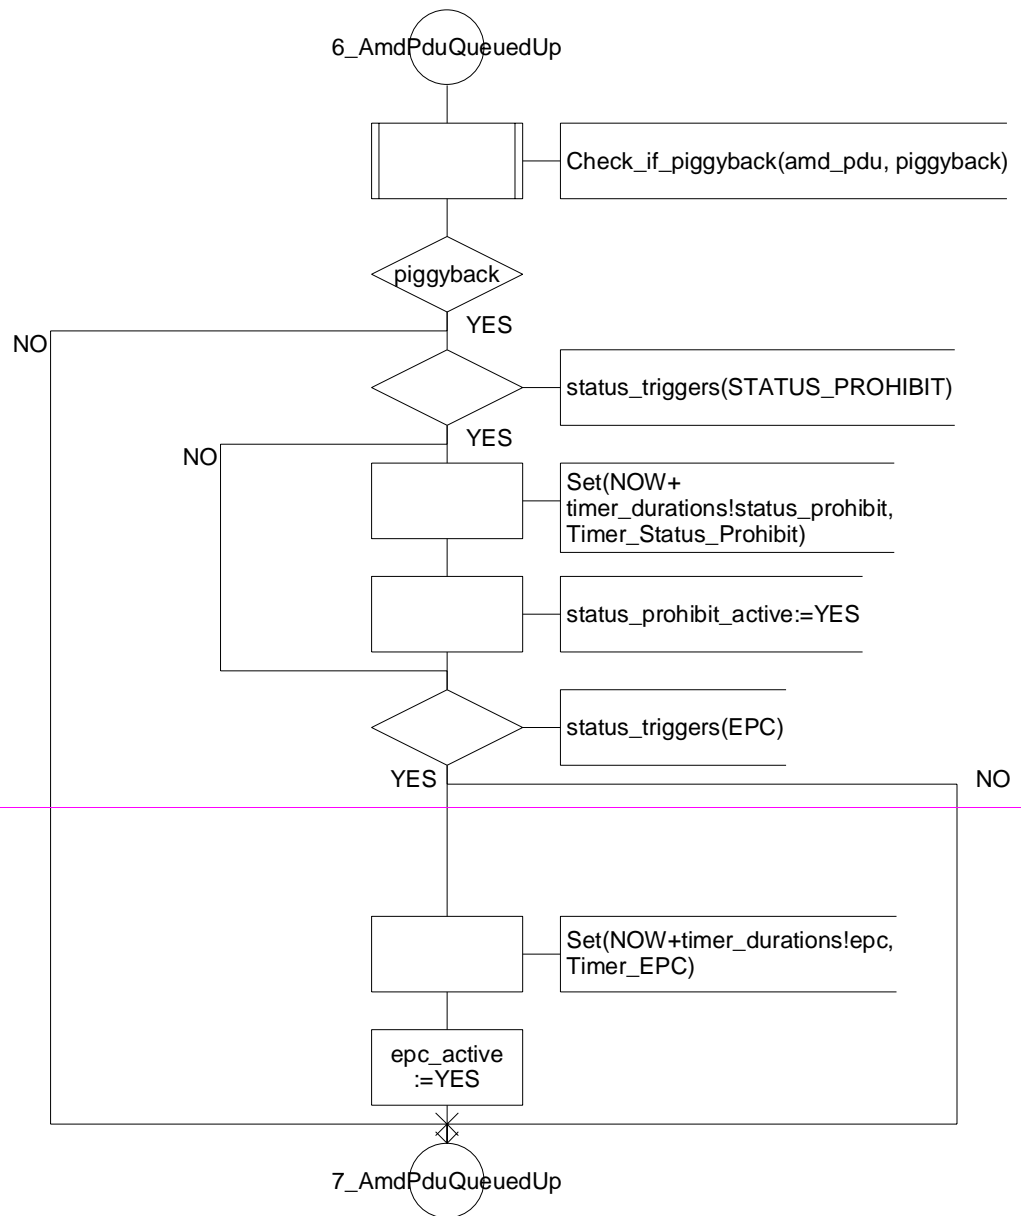 6_AmdPduQueuedUp
Check_if_piggyback(amd_pdu, piggyback)
piggyback
YES
NO
status_triggers(STATUS_PROHIBIT)
YES
NO
Set(NOW+
timer_durations!status_prohibit,
Timer_Status_Prohibit)
status_prohibit_active:=YES
status_triggers(EPC)
YES
NO
Set(NOW+timer_durations!epc,
Timer_EPC)
epc_active
:=YES
7_AmdPduQueuedUp